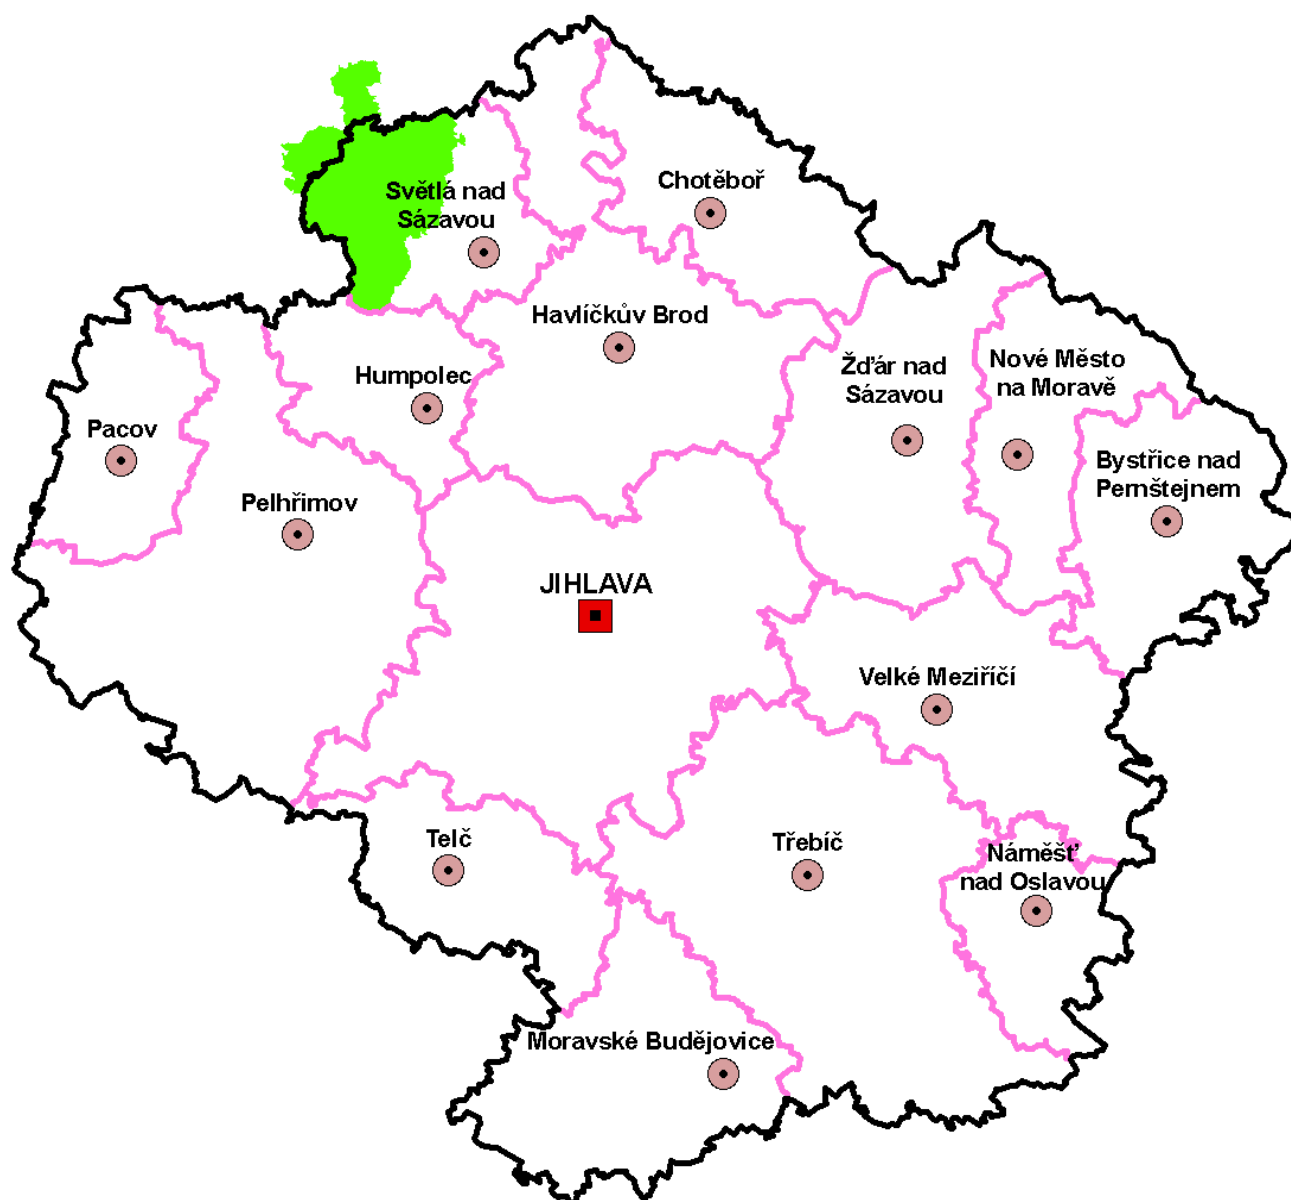 Chotěboř
Světlá nad
Sázavou
Havlíčkův Brod
Žďár nad
Sázavou
Nové Město
na Moravě
Humpolec
Pacov
Bystřice nad
Pernštejnem
Pelhřimov
JIHLAVA
Velké Meziříčí
Telč
Třebíč
Náměšť
nad Oslavou
Moravské Budějovice